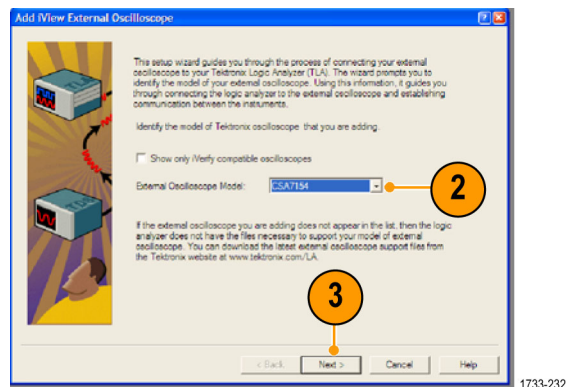 Add iView External Oscilloscope
This setup wizard guides you through the process of connecting your external
oscilloscope to your Tektronix Logic Analyzer (TLA). The wizard prompts you to
identify the model of your external oscilloscope. Using this information, it guides you
through connecting the logic analyzer to the external oscilloscope and establishing
communication between the instruments.
Identify the model of Tektronix oscilloscope that you are adding.
Show only iVerify compatible oscilloscopes
External Oscilloscope Model: CSA7154
2
If the external oscilloscope you are adding does not appear in the list, then the logic
analyzer does not have the files necessary to support your model of external
oscilloscope. You can download the latest external oscilloscope support files from
the Tektronix website at www.tektronix.com/LA.
3
< Back Next > Cancel Help
1733-232